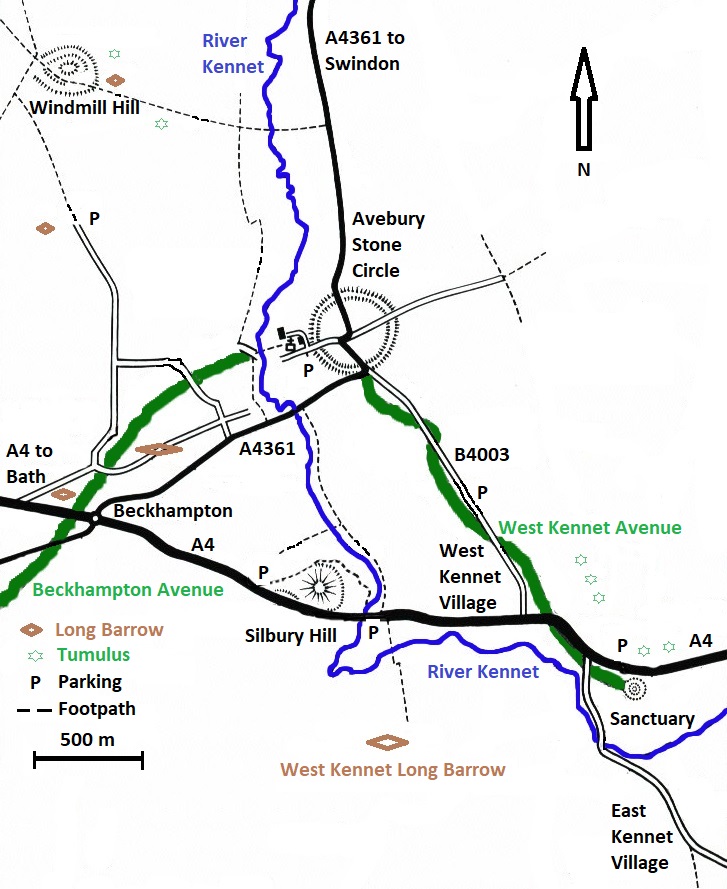 River
Kennet
A4361 to
Swindon
Windmill Hill
N
P
Avebury
Stone
Circle
P
A4 to
Bath
A4361
B4003
P
Beckhampton
West Kennet Avenue
A4
West
Kennet
Village
P
Beckhampton Avenue
Long Barrow
Silbury Hill
P
P
A4
Tumulus
River Kennet
P Parking
Footpath
Sanctuary
500 m
West Kennet Long Barrow
East
Kennet
Village